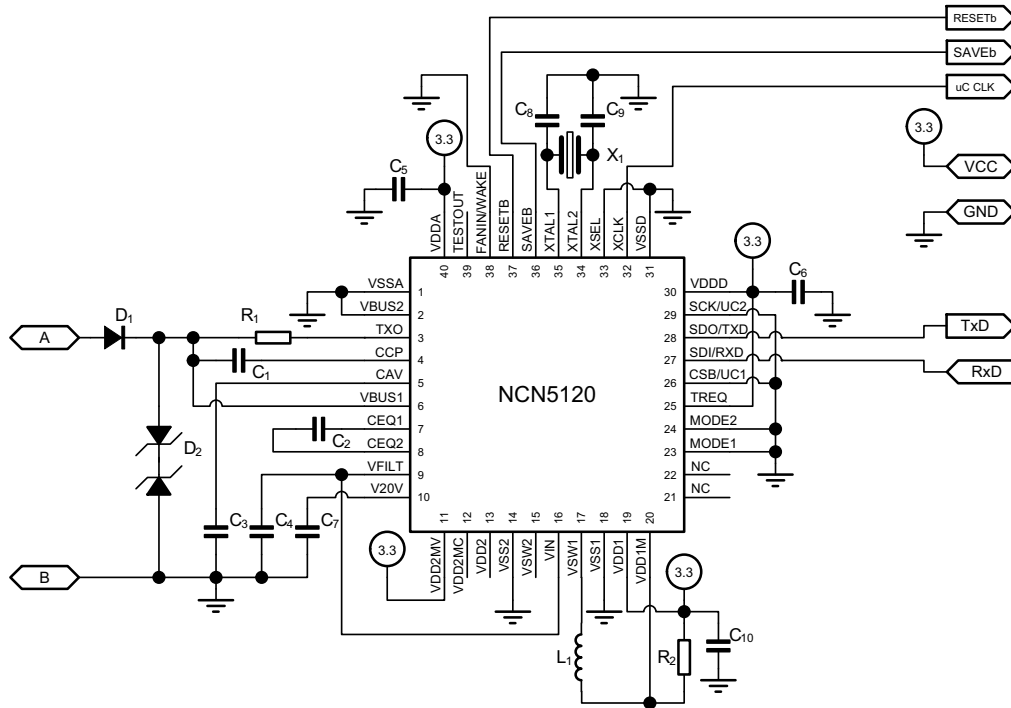 RESETb
SAVEb
uC CLK
3.3
VCC
GND
C8
C9
X1
3.3
C5
VDDA
TESTOUT
FANIN/WAKE
RESETB
SAVEB
XTAL1
XTAL2
XSEL
XCLK
VSSD
40
39
38
37
36
35
34
33
32
31
3.3
C6
A
D1
R1
C1
D2
C2
C3
C4
C7
B
VSSA
VBUS2
TXO
CCP
CAV
VBUS1
CEQ1
CEQ2
VFILT
V20V
1
2
3
4
5
6
7
8
9
10
NCN5120
30
29
28
27
26
25
24
23
22
21
VDDD
SCK/UC2
SDO/TXD
SDI/RXD
CSB/UC1
TREQ
MODE2
MODE1
NC
NC
TxD
RxD
11
12
13
14
15
16
17
18
19
20
VDD2MV
VDD2MC
VDD2
VSS2
VSW2
VIN
VSW1
VSS1
VDD1
VDD1M
3.3
3.3
L1
R2
C10